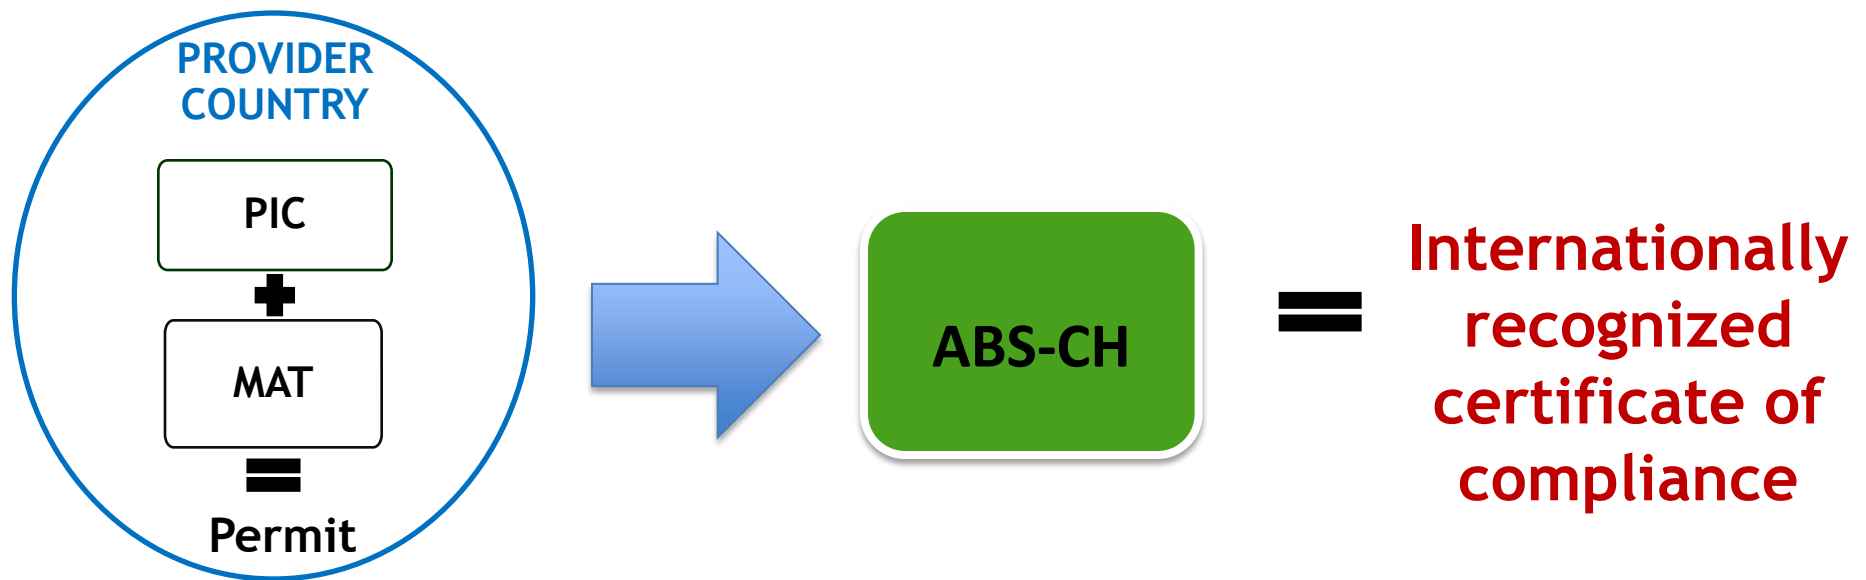 PROVIDER
COUNTRY
PIC
MAT
Permit
ABS-CH
Internationally
recognized
certificate of
compliance